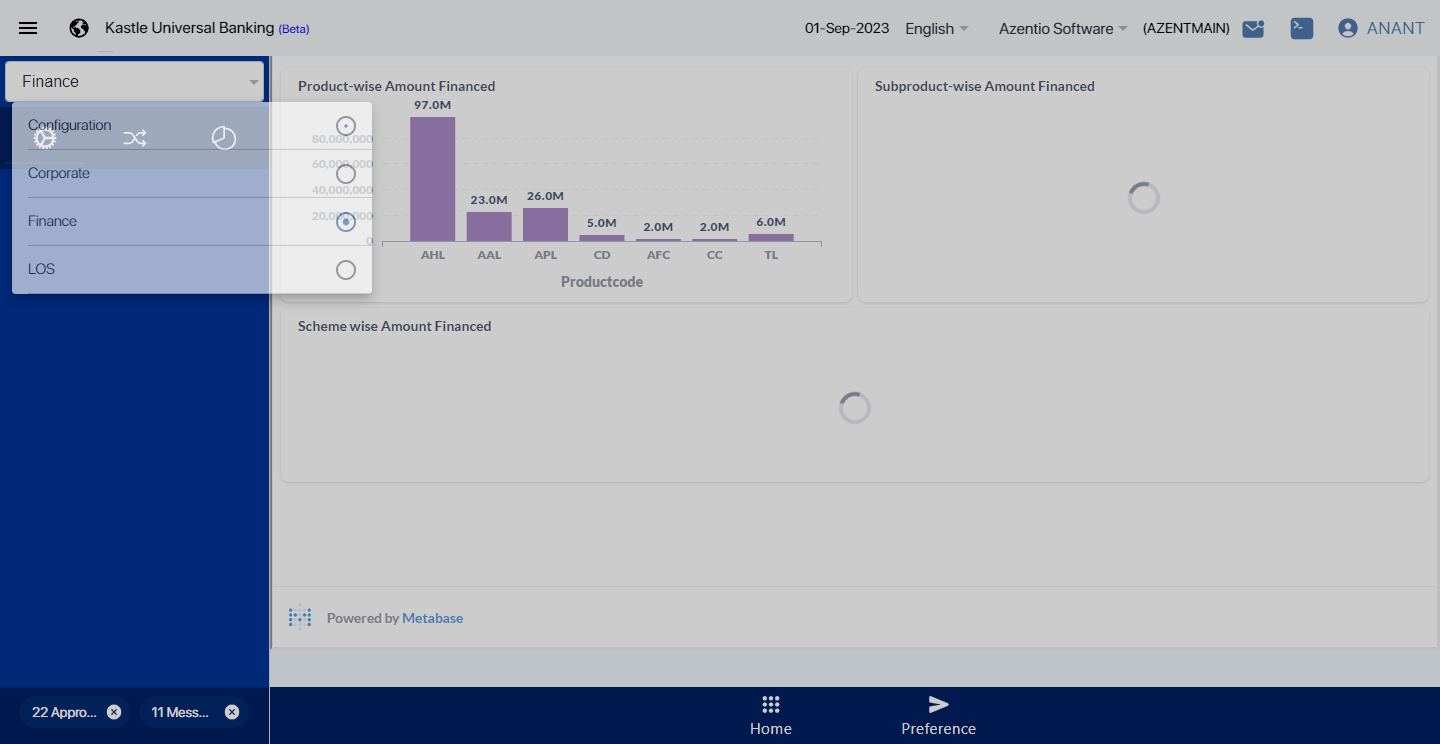 Kastle Universal Banking (Beta)
01-Sep-2023
English
Azentio Software
(AZENTMAIN)
ANANT
Finance
Configuration
Corporate
Finance
LOS
Product-wise Amount Financed
97.0M
80,000,000
60,000,000
40,000,000
20,000,000
0
23.0M
26.0M
5.0M
2.0M
2.0M
6.0M
AHL
AAL
APL
CD
AFC
CC
TL
Productcode
Subproduct-wise Amount Financed
Scheme wise Amount Financed
Powered by Metabase
22 Appro...
11 Mess...
Home
Preference